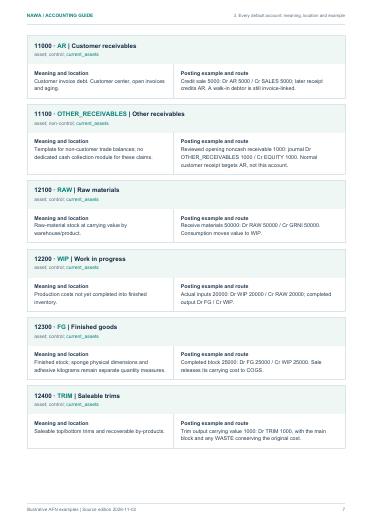 NAWA | ACCOUNTING GUIDE
3. Every default account: meaning, location and example
11000 · AR | Customer receivables
asset; control; current_assets
Meaning and location
Customer invoice debt. Customer center, open invoices
and aging.
Posting example and route
Credit sale 5000: Dr AR 5000 / Cr SALES 5000; later receipt
credits AR. A walk-in debtor is still invoice-linked.
11100 · OTHER_RECEIVABLES | Other receivables
asset; non-control; current_assets
Meaning and location
Template for non-customer trade balances; no
dedicated cash collection module for these claims.
Posting example and route
Reviewed opening noncash receivable 1000: journal Dr
OTHER_RECEIVABLES 1000 / Cr EQUITY 1000. Normal
customer receipt targets AR, not this account.
12100 · RAW | Raw materials
asset; control; current_assets
Meaning and location
Raw-material stock at carrying value by
warehouse/product.
Posting example and route
Receive materials 50000: Dr RAW 50000 / Cr GRNI 50000.
Consumption moves value to WIP.
12200 · WIP | Work in progress
asset; control; current_assets
Meaning and location
Production costs not yet completed into finished
inventory.
Posting example and route
Actual inputs 20000: Dr WIP 20000 / Cr RAW 20000; completed
output Dr FG / Cr WIP.
12300 · FG | Finished goods
asset; control; current_assets
Meaning and location
Finished stock; sponge physical dimensions and
adhesive kilograms remain separate quantity measures.
Posting example and route
Completed block 25000: Dr FG 25000 / Cr WIP 25000. Sale
releases its carrying cost to COGS.
12400 · TRIM | Saleable trims
asset; control; current_assets
Meaning and location
Saleable top/bottom trims and recoverable by-products.
Posting example and route
Trim output carrying value 1000: Dr TRIM 1000, with the main
block and any WASTE conserving the original cost.
Illustrative AFN examples | Source edition
7